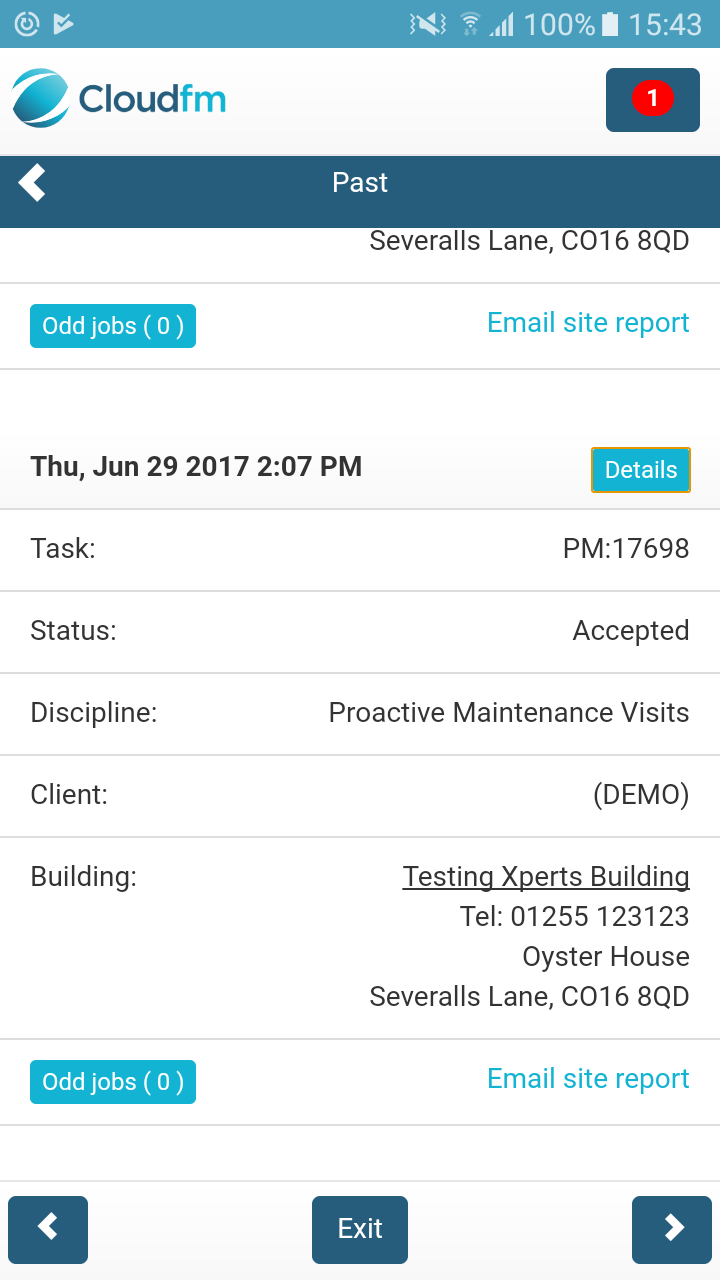 100% 15:43
Cloudfm
1
Past
Severalls Lane, CO16 8QD
Odd jobs ( 0 ) Email site report
Thu, Jun 29 2017 2:07 PM Details
Task: PM:17698
Status: Accepted
Discipline: Proactive Maintenance Visits
Client: (DEMO)
Building: Testing Xperts Building
Tel: 01255 123123
Oyster House
Severalls Lane, CO16 8QD
Odd jobs ( 0 ) Email site report
Exit